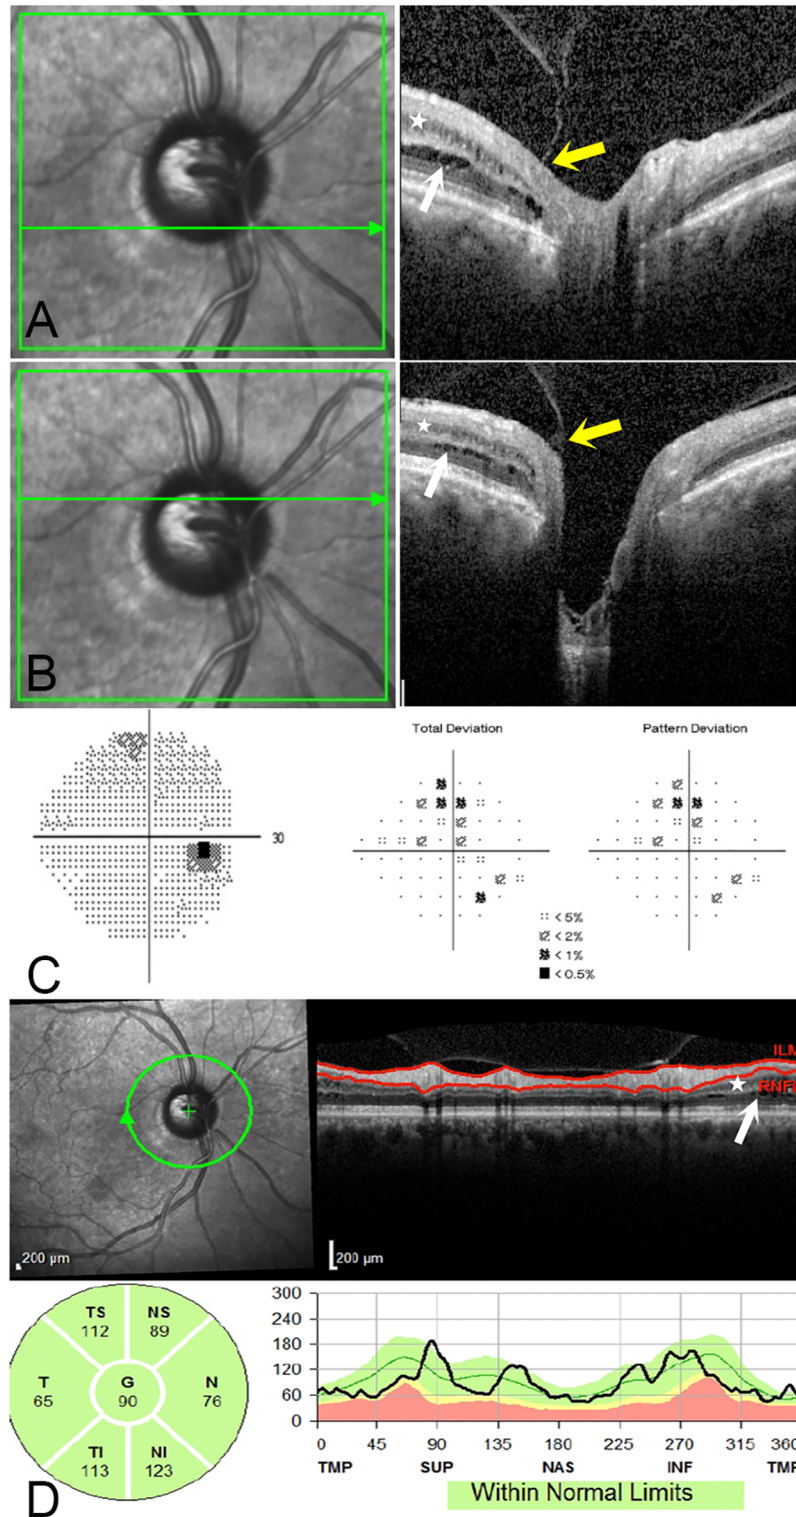 A
B
Total Deviation
Pattern Deviation
30
:: < 5%
< 2%
< 1%
■ < 0.5%
C
ILM
RNFL
200 µm
200 µm
TS
112
NS
89
T
65
G
90
N
76
TI
113
NI
123
300
240
180
120
60
0
0 45 90 135 180 225 270 315 360
TMP SUP NAS INF TMP
Within Normal Limits
D